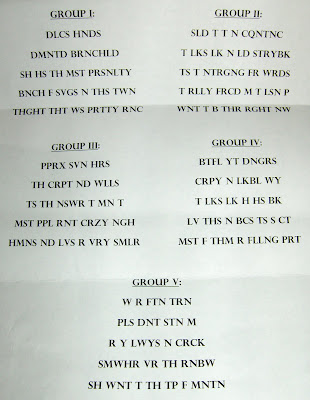 GROUP I:
DLCS HNDS
DMNTD BRNCHLD
SH HS TH MST PRSNLTY
BNCH F SVGS N THS TWN
THGHT THT WS PRTTY RNC
GROUP II:
SLD T T N CQNTNC
T LKS LK N LD STRYBK
TS T NTRGNG FR WRDS
T RLLY FRCD M T LSN P
WNT T B THR RGHT NW
GROUP III:
PPRX SVN HRS
TH CRPT ND WLLS
TS TH NSWR T MN T
MST PPL RNT CRZY NGH
HMNS ND LVS R VRY SMLR
GROUP IV:
BTFL YT DNGRS
CRPY N LKBL WY
T LKS LK H HS BK
LV THS N BCS TS S CT
MST F THM R FLLNG PRT
GROUP V:
W R FTN TRN
PLS DNT STN M
R Y LWYS N CRCK
SMWHR VR TH RNBW
SH WNT T TH TP F MNTN